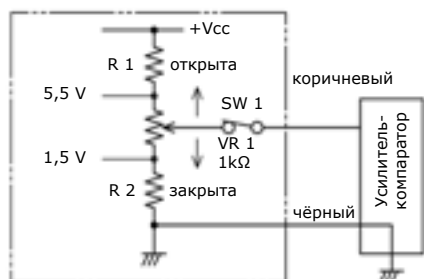 +Vcc
R 1 открыта
коричневый
5,5 V
SW 1
VR 1
1kΩ
1,5 V
R 2 закрыта
чёрный
Усилитель-
компаратор